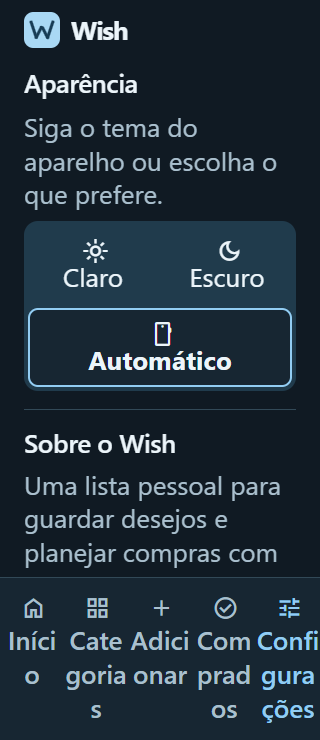 W Wish
Aparência
Siga o tema do
aparelho ou escolha o
que prefere.
Claro Escuro
Automático
Sobre o Wish
Uma lista pessoal para
guardar desejos e
planejar compras com
Iníci Cate Adici Com Confi
o goria onar prad gura
s os ções